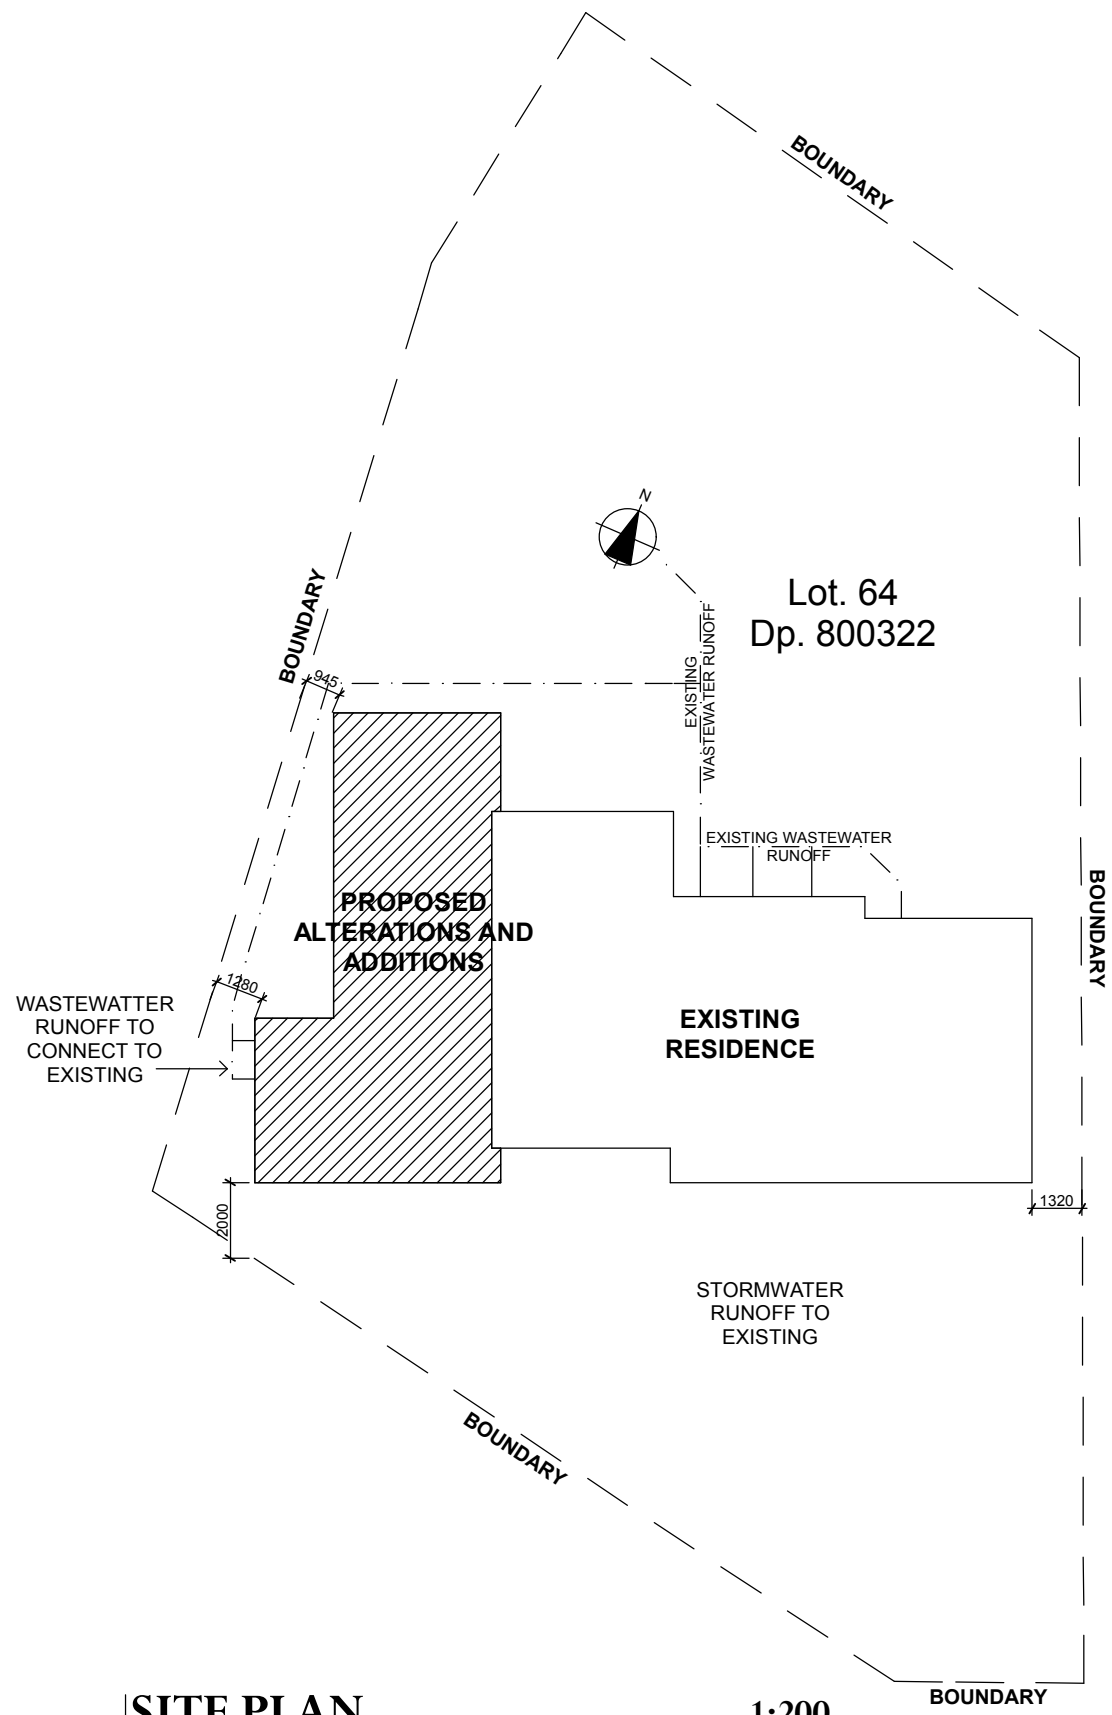 BOUNDARY
N
Lot. 64
Dp. 800322
BOUNDARY
945
EXISTING
WASTEWATER RUNOFF
EXISTING WASTEWATER
RUNOFF
BOUNDARY
PROPOSED
ALTERATIONS AND
ADDITIONS
1280
WASTEWATTER
RUNOFF TO
CONNECT TO
EXISTING
EXISTING
RESIDENCE
2000
1320
STORMWATER
RUNOFF TO
EXISTING
BOUNDARY
BOUNDARY
SITE PLAN
1:200